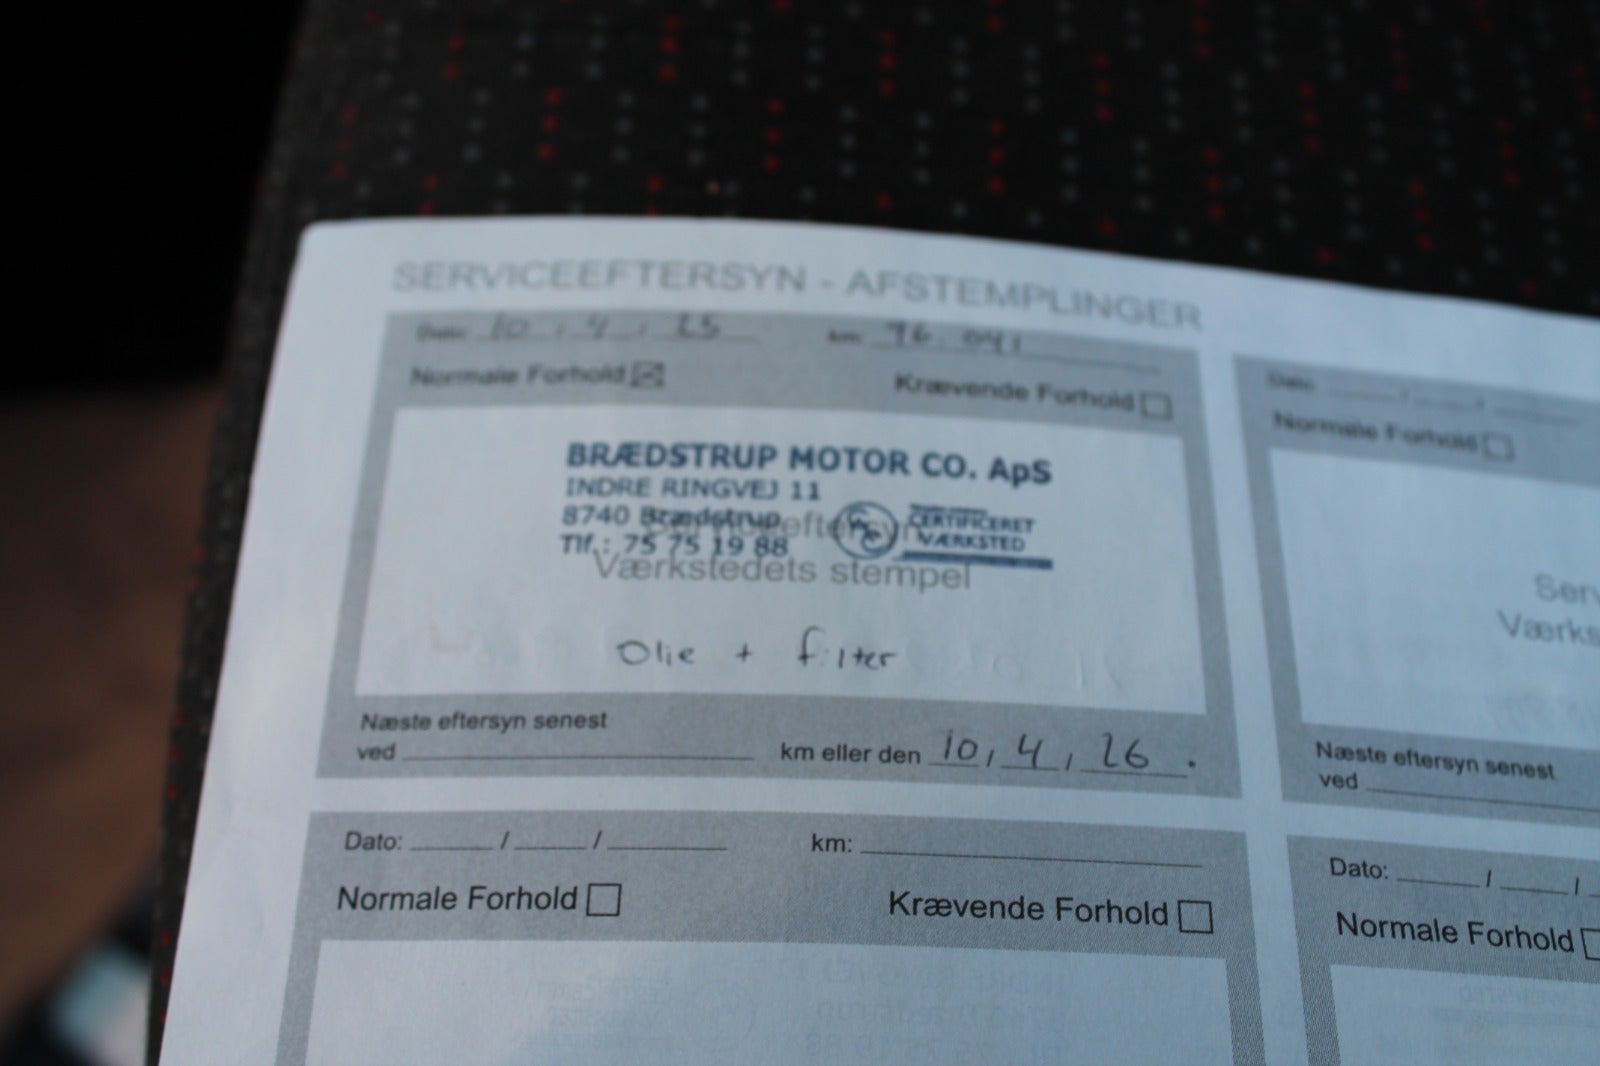 SERVICEEFTERSYN - AFSTEMPLINGER
Dato: 10 / 4 / 25 km: 96.041
Normale Forhold Krævende Forhold
BRÆDSTRUP MOTOR CO. ApS
INDRE RINGVEJ 11
8740 Brædstrup
Tlf.: 75 75 19 88
CERTIFICERET
VÆRKSTED
Serviceeftersyn
Værkstedets stempel
Olie + filter
Næste eftersyn senest
ved km eller den 10 / 4 / 26 .
Dato: / /
Normale Forhold
Næste eftersyn senest
ved
Dato: / / km:
Normale Forhold Krævende Forhold
Dato: / /
Normale Forhold